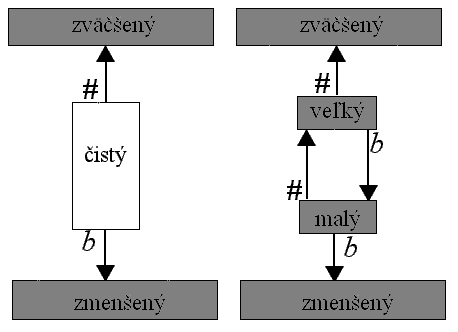 zväčšený
#
čistý
b
zmenšený
zväčšený
#
veľký
b
#
malý
b
zmenšený